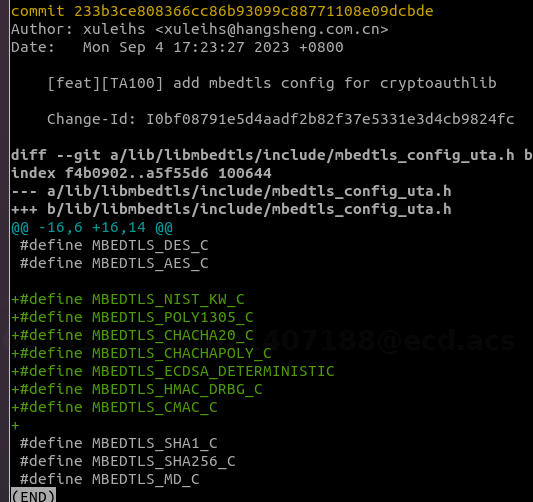 commit 233b3ce808366cc86b93099c88771108e09dcbde
Author: xuleihs <xuleihs@hangsheng.com.cn>
Date:   Mon Sep 4 17:23:27 2023 +0800

    [feat][TA100] add mbedtls config for cryptoauthlib

    Change-Id: I0bf08791e5d4aadf2b82f37e5331e3d4cb9824fc

diff --git a/lib/libmbedtls/include/mbedtls_config_uta.h b
index f4b0902..a5f55d6 100644
--- a/lib/libmbedtls/include/mbedtls_config_uta.h
+++ b/lib/libmbedtls/include/mbedtls_config_uta.h
@@ -16,6 +16,14 @@
 #define MBEDTLS_DES_C
 #define MBEDTLS_AES_C

+#define MBEDTLS_NIST_KW_C
+#define MBEDTLS_POLY1305_C
+#define MBEDTLS_CHACHA20_C
1407188@ecd.acs
+#define MBEDTLS_CHACHAPOLY_C
+#define MBEDTLS_ECDSA_DETERMINISTIC
+#define MBEDTLS_HMAC_DRBG_C
+#define MBEDTLS_CMAC_C
+
 #define MBEDTLS_SHA1_C
 #define MBEDTLS_SHA256_C
 #define MBEDTLS_MD_C
(END)